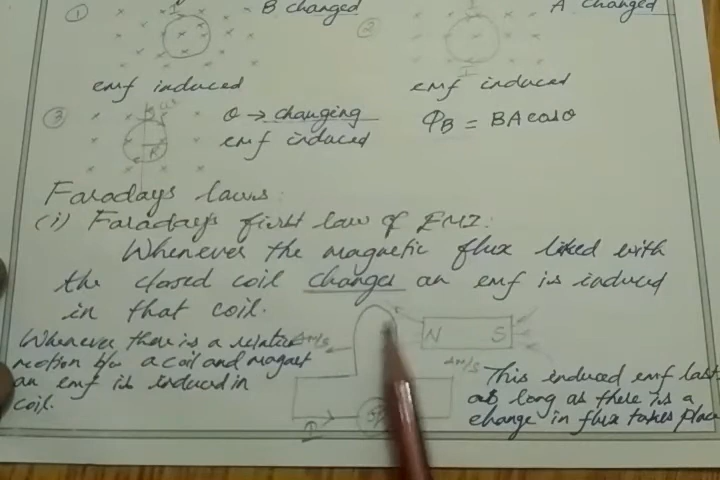 ① B changed
② A changed
emf induced
emf induced
③ θ → changing
emf induced
ΦB = BA cosθ
Faradays laws:
(i) Faradays first law of EMI:
Whenever the magnetic flux liked with
the closed coil changes an emf is induced
in that coil.
Whenever there is a relative
motion b/w a coil and magnet
an emf is induced in
coil.
N S
This induced emf last
as long as there is a
change in flux takes place
I